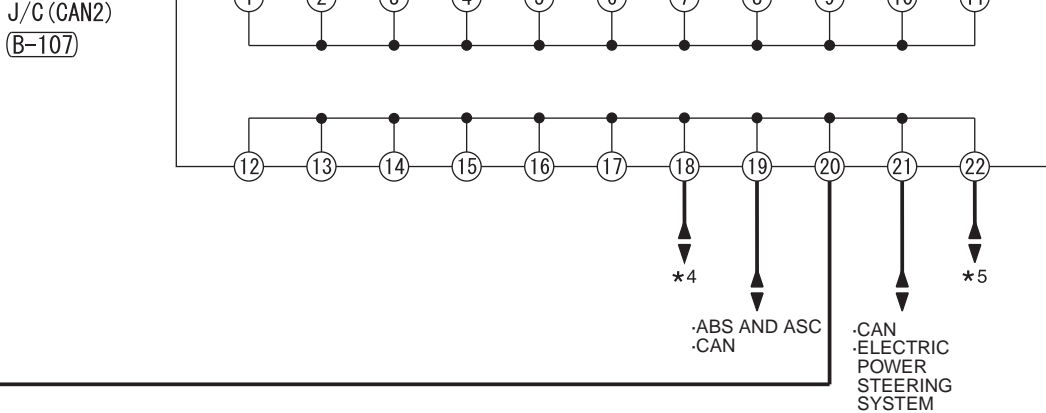 J/C(CAN2)
B-107
1 2 3 4 5 6 7 8 9 10 11
12 13 14 15 16 17 18 19 20 21 22
*4
*5
·ABS AND ASC
·CAN
·CAN
·ELECTRIC
POWER
STEERING
SYSTEM